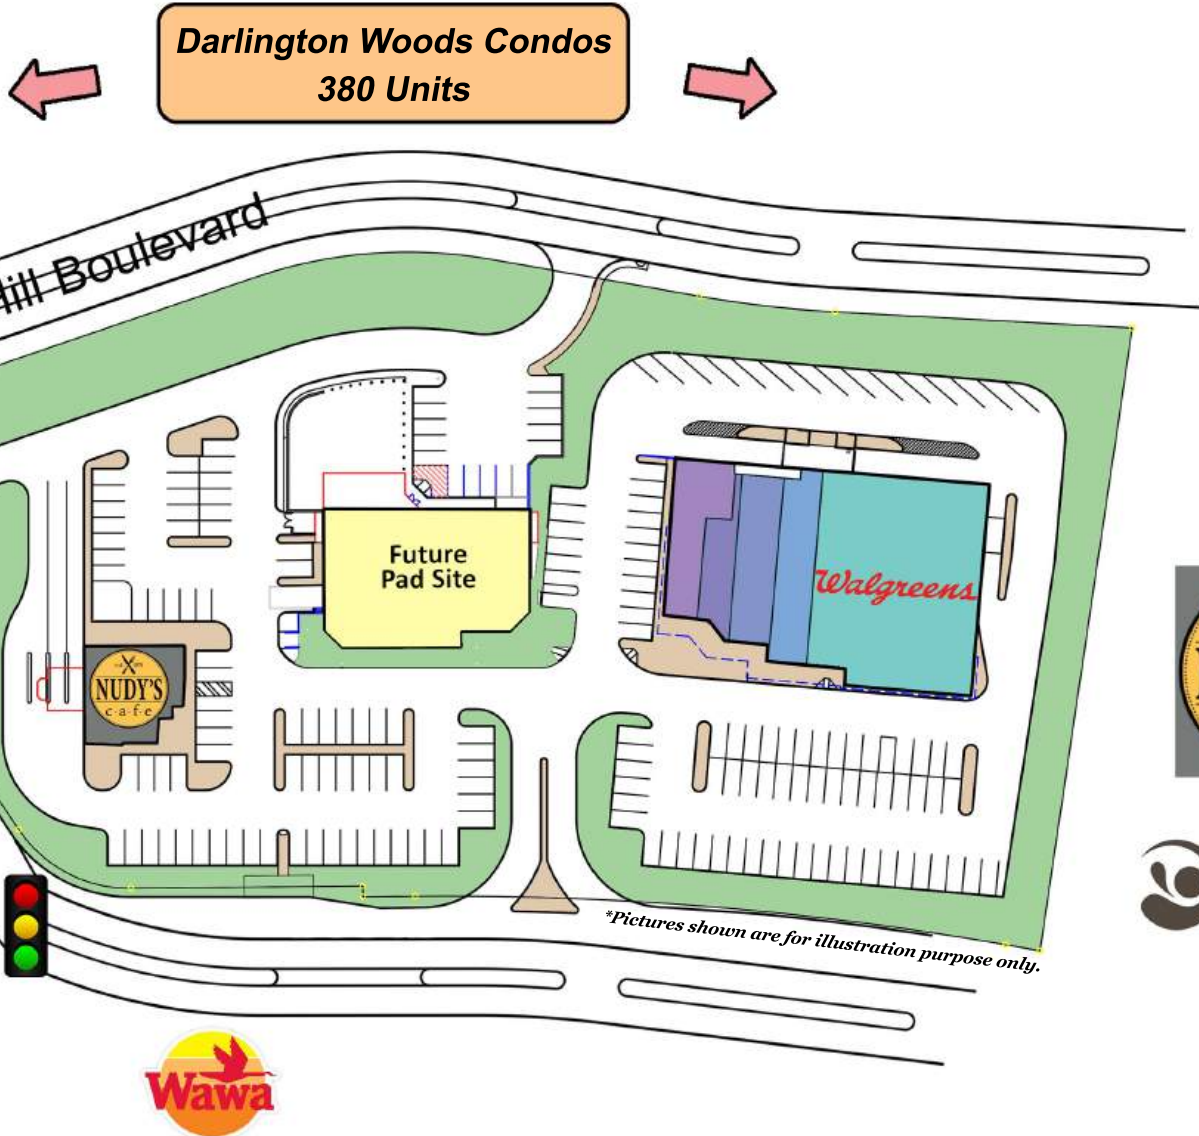 Darlington Woods Condos
380 Units
Hill Boulevard
Future
Pad Site
Walgreens
NUDY'S
c·a·f·e
*Pictures shown are for illustration purpose only.
Wawa